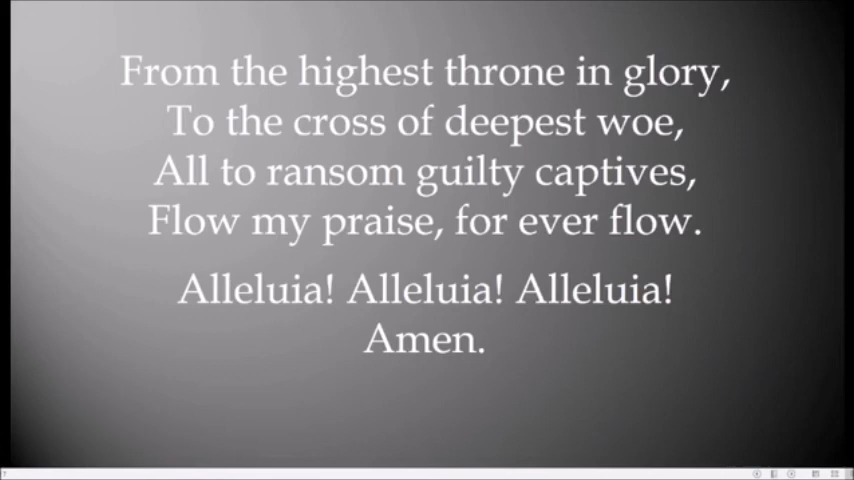 From the highest throne in glory,
To the cross of deepest woe,
All to ransom guilty captives,
Flow my praise, for ever flow.
Alleluia! Alleluia! Alleluia!
Amen.